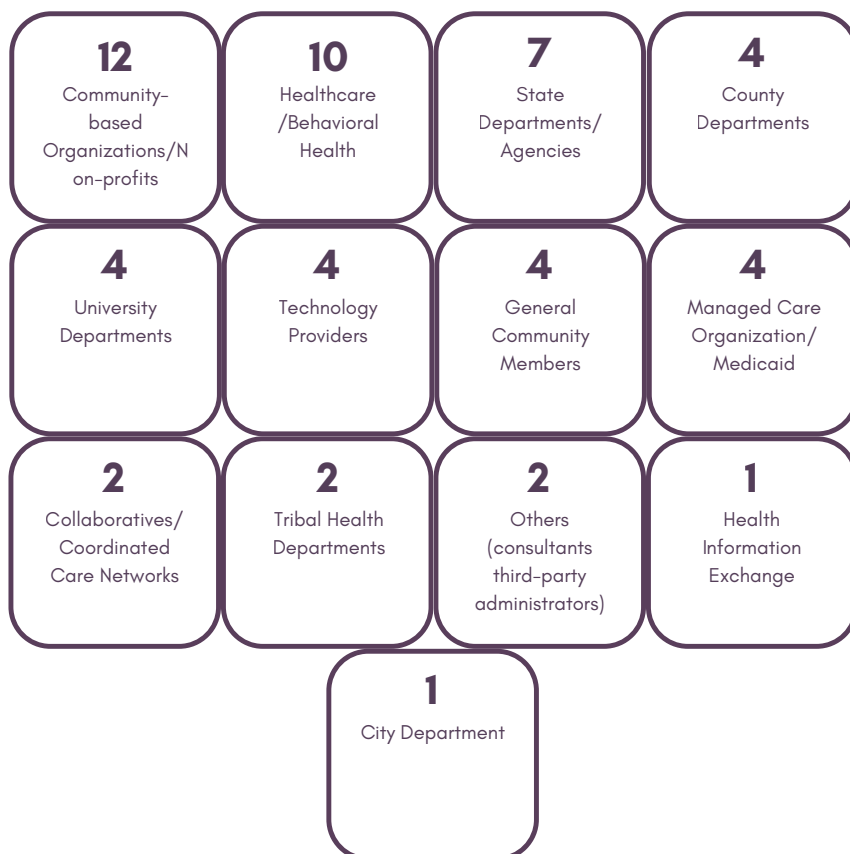 12
Community-
based
Organizations/N
on-profits
10
Healthcare
/Behavioral
Health
7
State
Departments/
Agencies
4
County
Departments
4
University
Departments
4
Technology
Providers
4
General
Community
Members
4
Managed Care
Organization/
Medicaid
2
Collaboratives/
Coordinated
Care Networks
2
Tribal Health
Departments
2
Others
(consultants
third-party
administrators)
1
Health
Information
Exchange
1
City Department